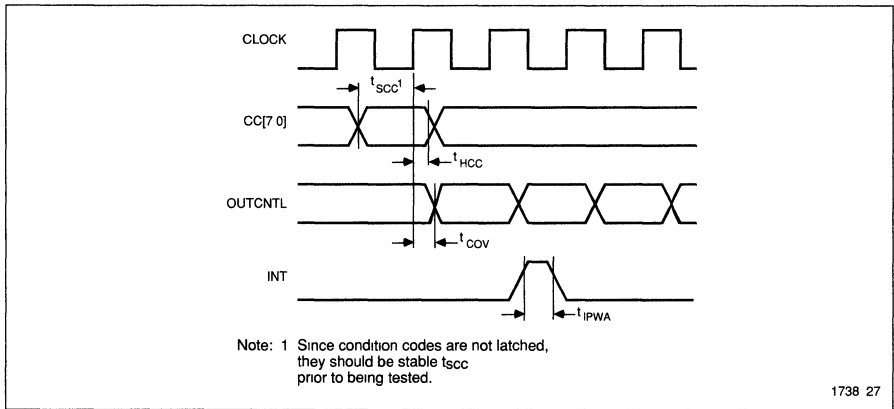 CLOCK
tSCC1
CC[7 0]
tHCC
OUTCNTL
tCOV
INT
tIPWA
Note: 1 Since condition codes are not latched,
they should be stable tSCC
prior to being tested.
1738 27